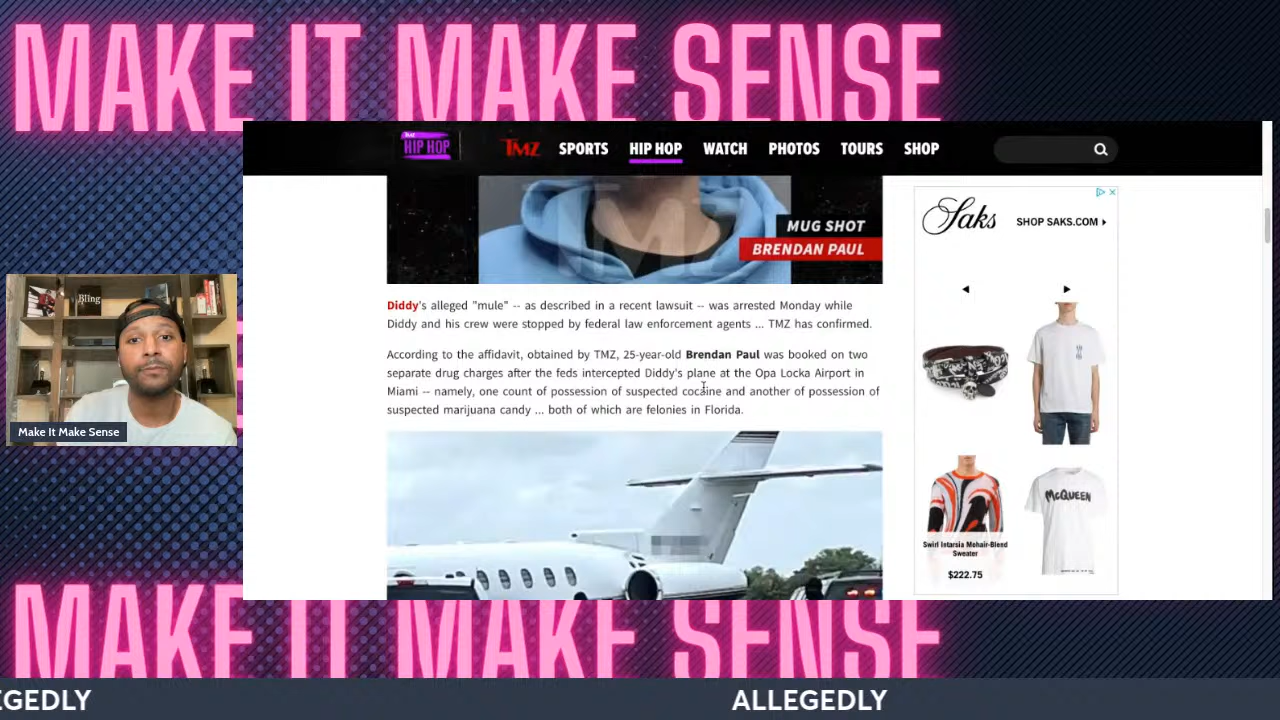 MAKE IT MAKE SENSE
TMZ HIP HOP
TMZ SPORTS HIP HOP WATCH PHOTOS TOURS SHOP
TMZ
MUG SHOT
BRENDAN PAUL
Diddy's alleged "mule" -- as described in a recent lawsuit -- was arrested Monday while
Diddy and his crew were stopped by federal law enforcement agents ... TMZ has confirmed.
According to the affidavit, obtained by TMZ, 25-year-old Brendan Paul was booked on two
separate drug charges after the feds intercepted Diddy's plane at the Opa Locka Airport in
Miami -- namely, one count of possession of suspected cocaine and another of possession of
suspected marijuana candy ... both of which are felonies in Florida.
Saks
SHOP SAKS.COM
McQUEEN
Swirl Intarsia Mohair-Blend
Sweater
$222.75
Bling
Make It Make Sense
MAKE IT MAKE SENSE
EGEDLY
ALLEGEDLY